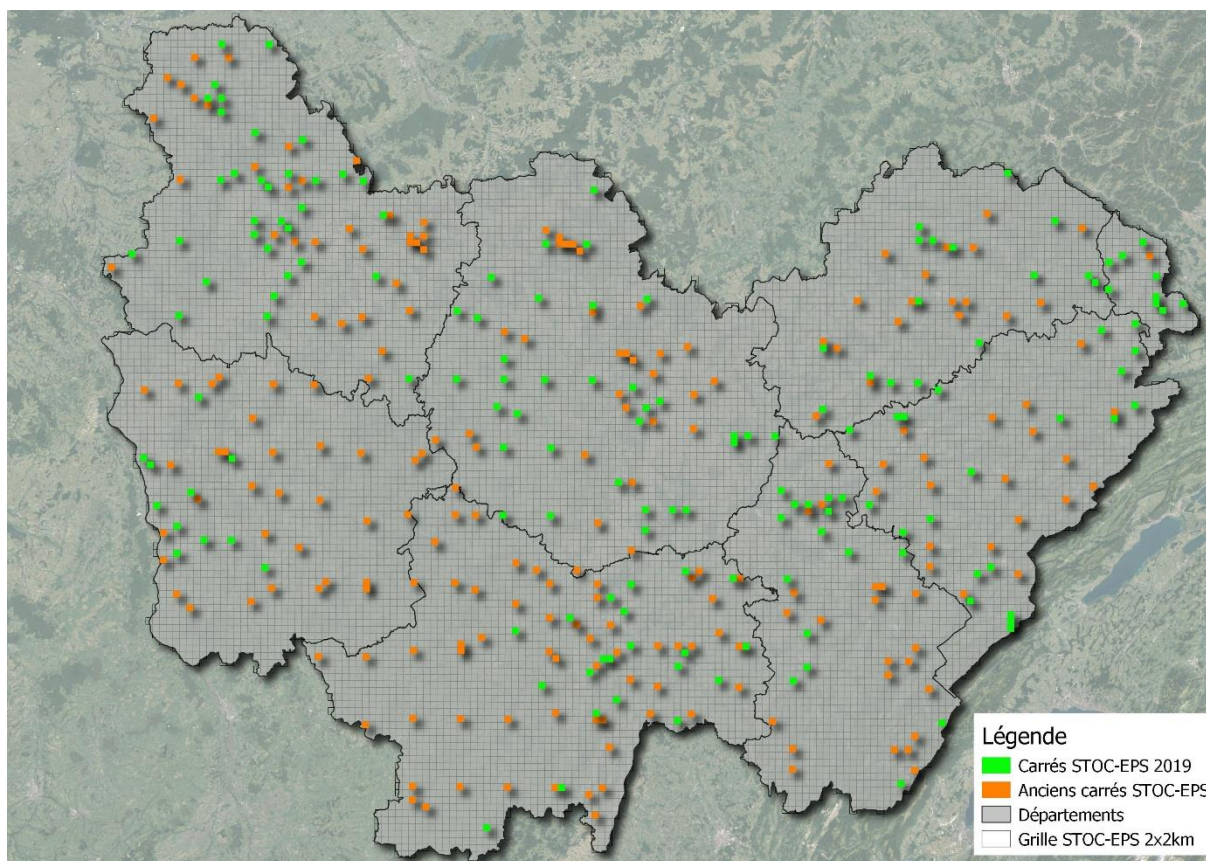 Légende
Carrés STOC-EPS 2019
Anciens carrés STOC-EPS
Départements
Grille STOC-EPS 2x2km